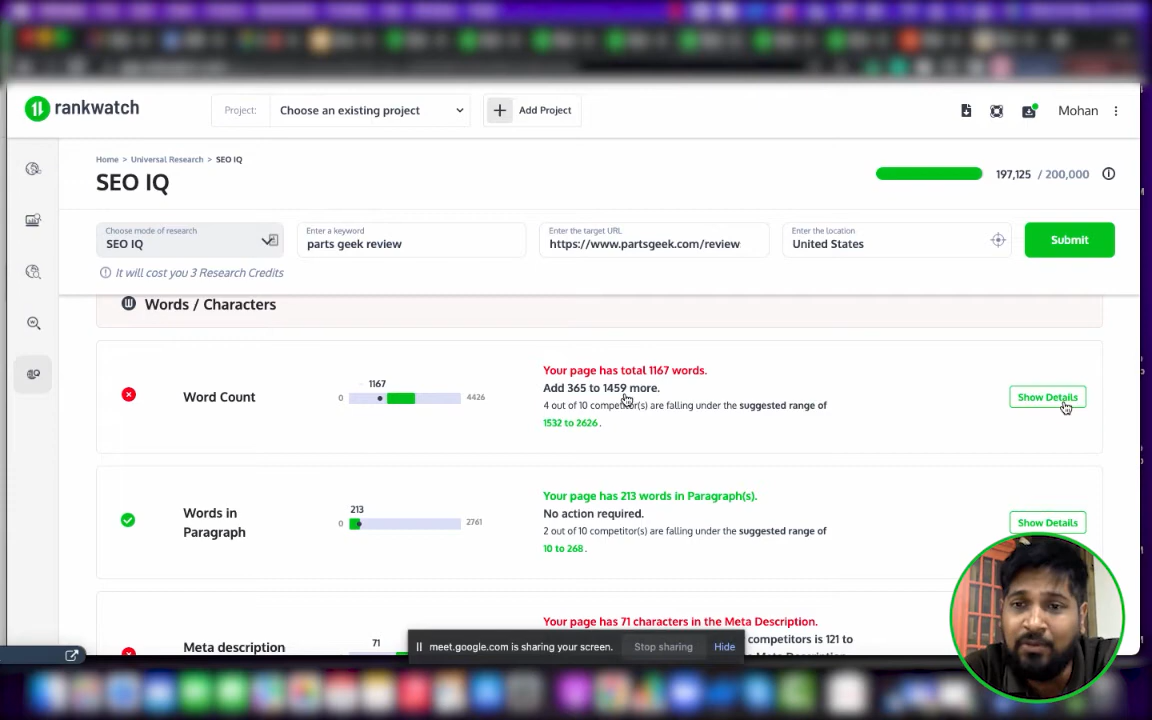 rankwatch
Project:
Choose an existing project
Add Project
Mohan
Home > Universal Research > SEO IQ
SEO IQ
197,125 / 200,000
Choose mode of research
SEO IQ
Enter a keyword
parts geek review
Enter the target URL
https://www.partsgeek.com/review
Enter the location
United States
Submit
It will cost you 3 Research Credits
Words / Characters
Word Count
1167
0
4426
Your page has total 1167 words.
Add 365 to 1459 more.
4 out of 10 competitor(s) are falling under the suggested range of
1532 to 2626 .
Show Details
Words in
Paragraph
213
0
2761
Your page has 213 words in Paragraph(s).
No action required.
2 out of 10 competitor(s) are falling under the suggested range of
10 to 268 .
Show Details
Meta description
71
Your page has 71 characters in the Meta Description.
competitors is 121 to
meet.google.com is sharing your screen.
Stop sharing
Hide